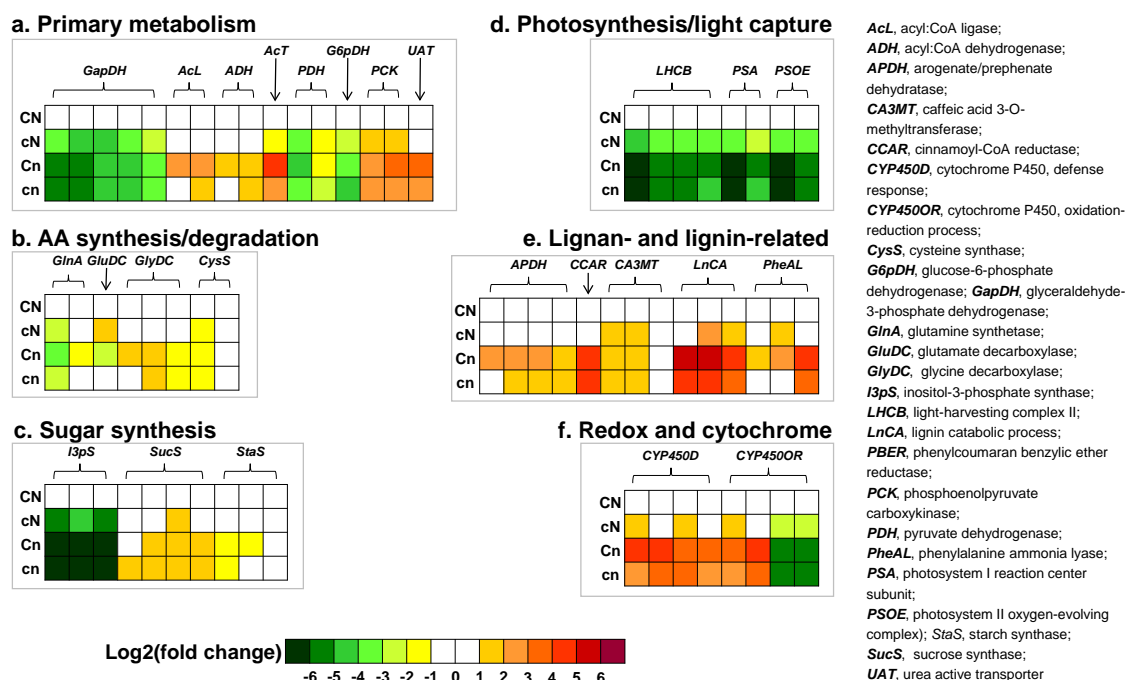 a. Primary metabolism
AcT G6pDH UAT
GapDH AcL ADH PDH PCK
CN
cN
Cn
cn
b. AA synthesis/degradation
GlnA GluDC GlyDC CysS
CN
cN
Cn
cn
c. Sugar synthesis
I3pS SucS StaS
CN
cN
Cn
cn
d. Photosynthesis/light capture
LHCB PSA PSOE
e. Lignan- and lignin-related
APDH CCAR CA3MT LnCA PheAL
CN
cN
Cn
cn
f. Redox and cytochrome
CYP450D CYP450OR
CN
cN
Cn
cn
Log2(fold change)
-6 -5 -4 -3 -2 -1 0 1 2 3 4 5 6
AcL, acyl:CoA ligase;
ADH, acyl:CoA dehydrogenase;
APDH, arogenate/prephenate
dehydratase;
CA3MT, caffeic acid 3-O-
methyltransferase;
CCAR, cinnamoyl-CoA reductase;
CYP450D, cytochrome P450, defense
response;
CYP450OR, cytochrome P450, oxidation-
reduction process;
CysS, cysteine synthase;
G6pDH, glucose-6-phosphate
dehydrogenase; GapDH, glyceraldehyde-
3-phosphate dehydrogenase;
GlnA, glutamine synthetase;
GluDC, glutamate decarboxylase;
GlyDC, glycine decarboxylase;
I3pS, inositol-3-phosphate synthase;
LHCB, light-harvesting complex II;
LnCA, lignin catabolic process;
PBER, phenylcoumaran benzylic ether
reductase;
PCK, phosphoenolpyruvate
carboxykinase;
PDH, pyruvate dehydrogenase;
PheAL, phenylalanine ammonia lyase;
PSA, photosystem I reaction center
subunit;
PSOE, photosystem II oxygen-evolving
complex); StaS, starch synthase;
SucS, sucrose synthase;
UAT, urea active transporter